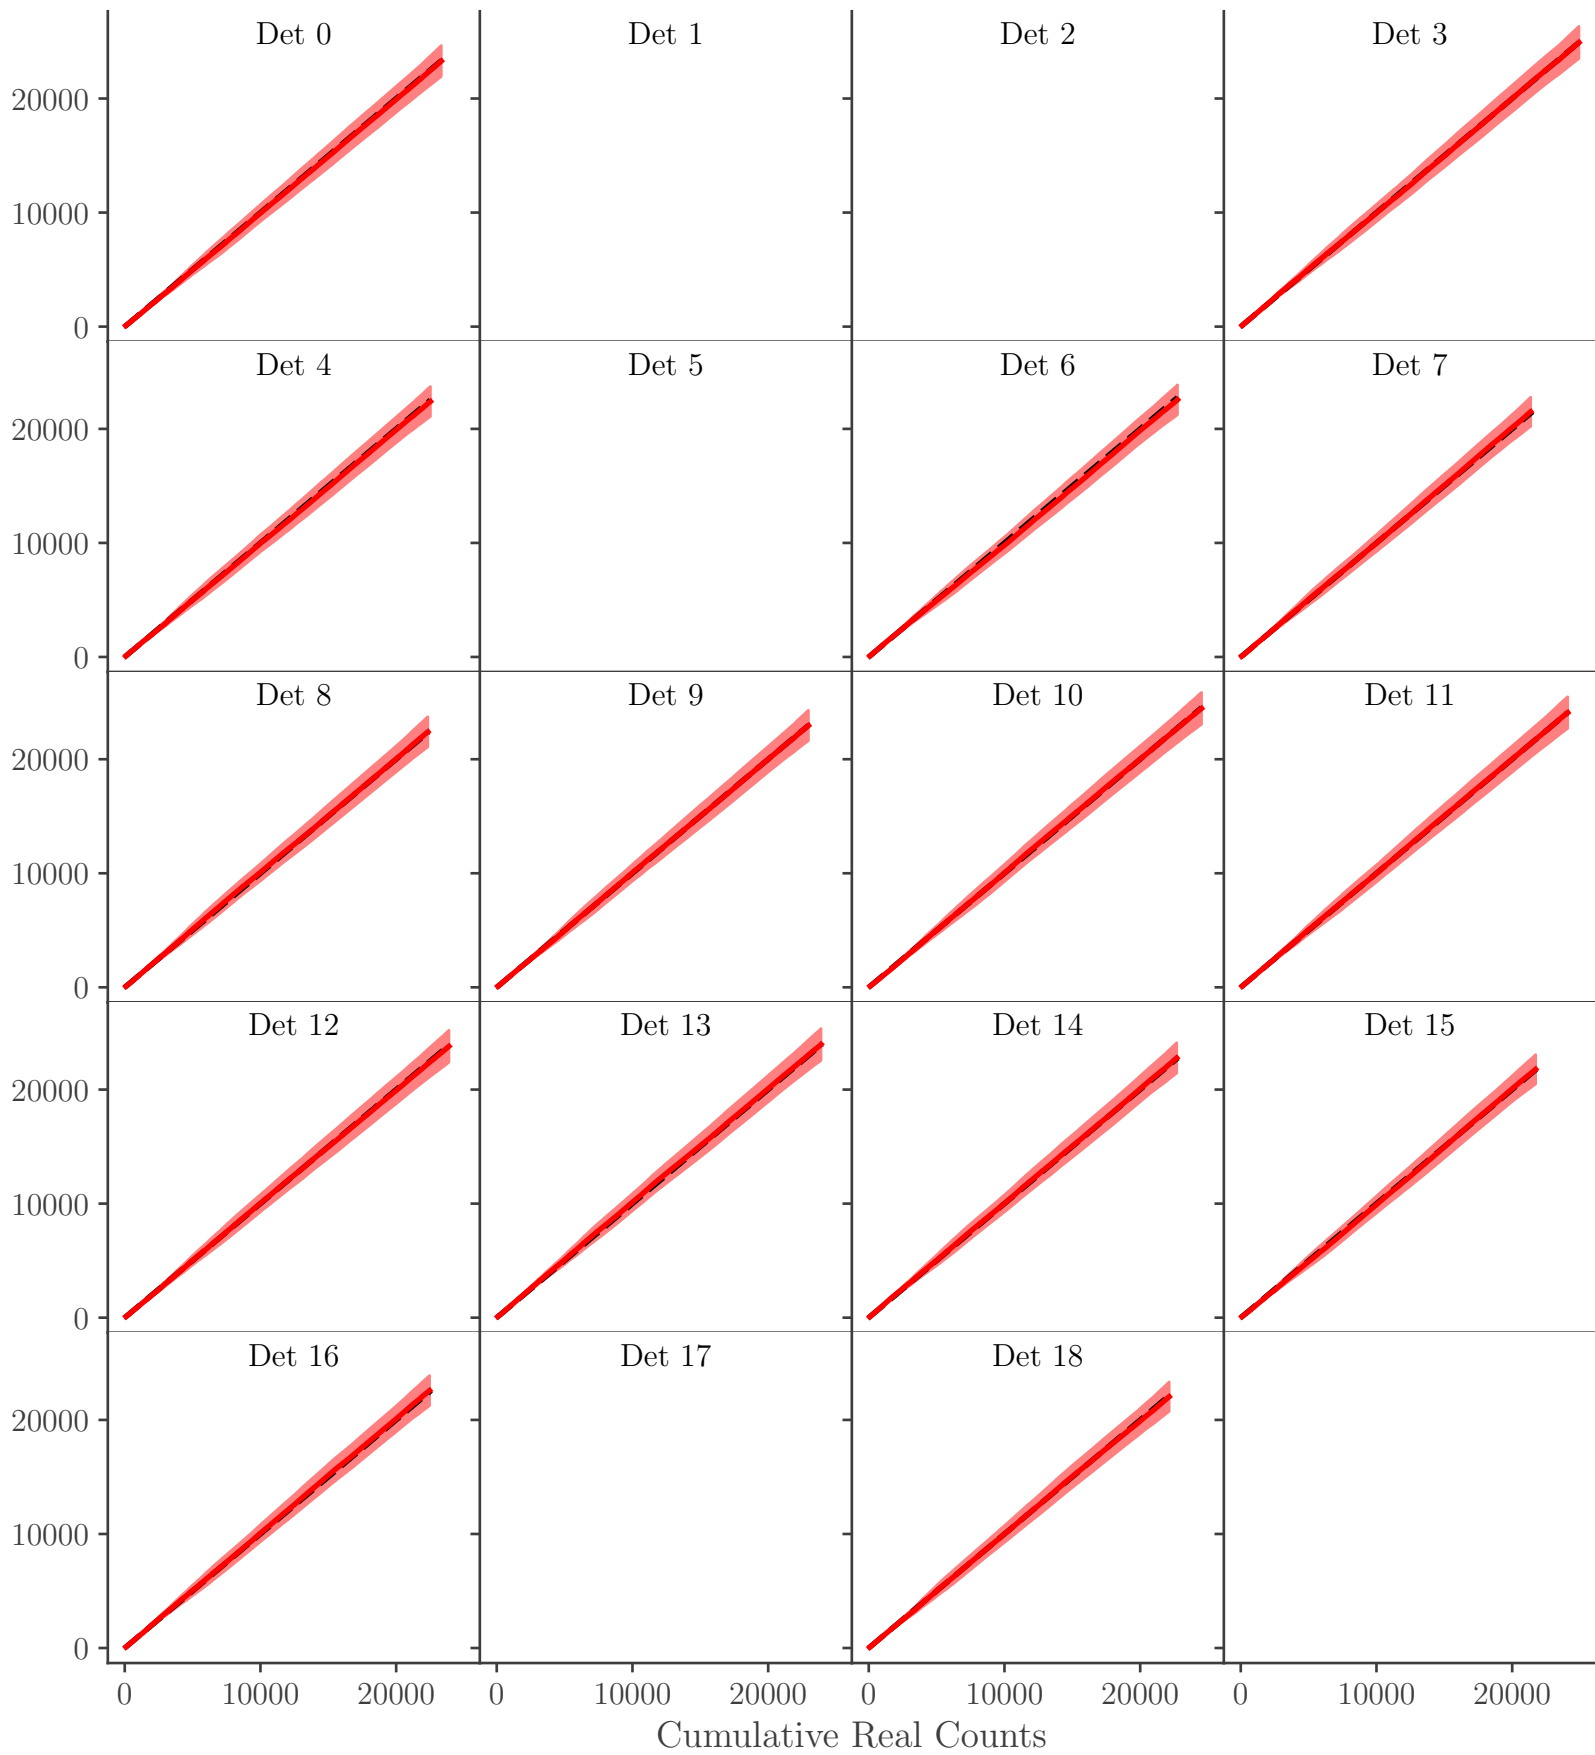 Det 0 Det 1 Det 2 Det 3
20000
10000
0
Det 4 Det 5 Det 6 Det 7
20000
10000
0
Det 8 Det 9 Det 10 Det 11
20000
10000
0
Det 12 Det 13 Det 14 Det 15
20000
10000
0
Det 16 Det 17 Det 18
20000
10000
0
0 10000 20000 0 10000 20000 0 10000 20000 0 10000 20000
Cumulative Real Counts